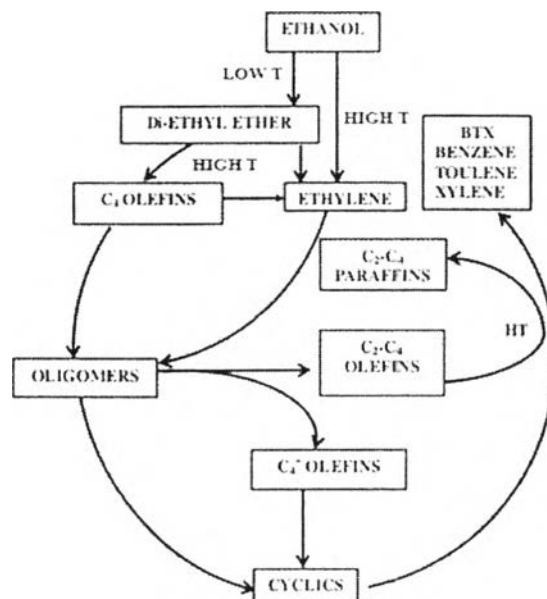 ETHANOL
LOW T
HIGH T
Di-ETHYL ETHER
HIGH T
C₄ OLEFINS
ETHYLENE
BTX
BENZENE
TOULENE
XYLENE
C₂-C₄
PARAFFINS
HT
C₂-C₄
OLEFINS
OLIGOMERS
C₄⁺ OLEFINS
CYCLICS